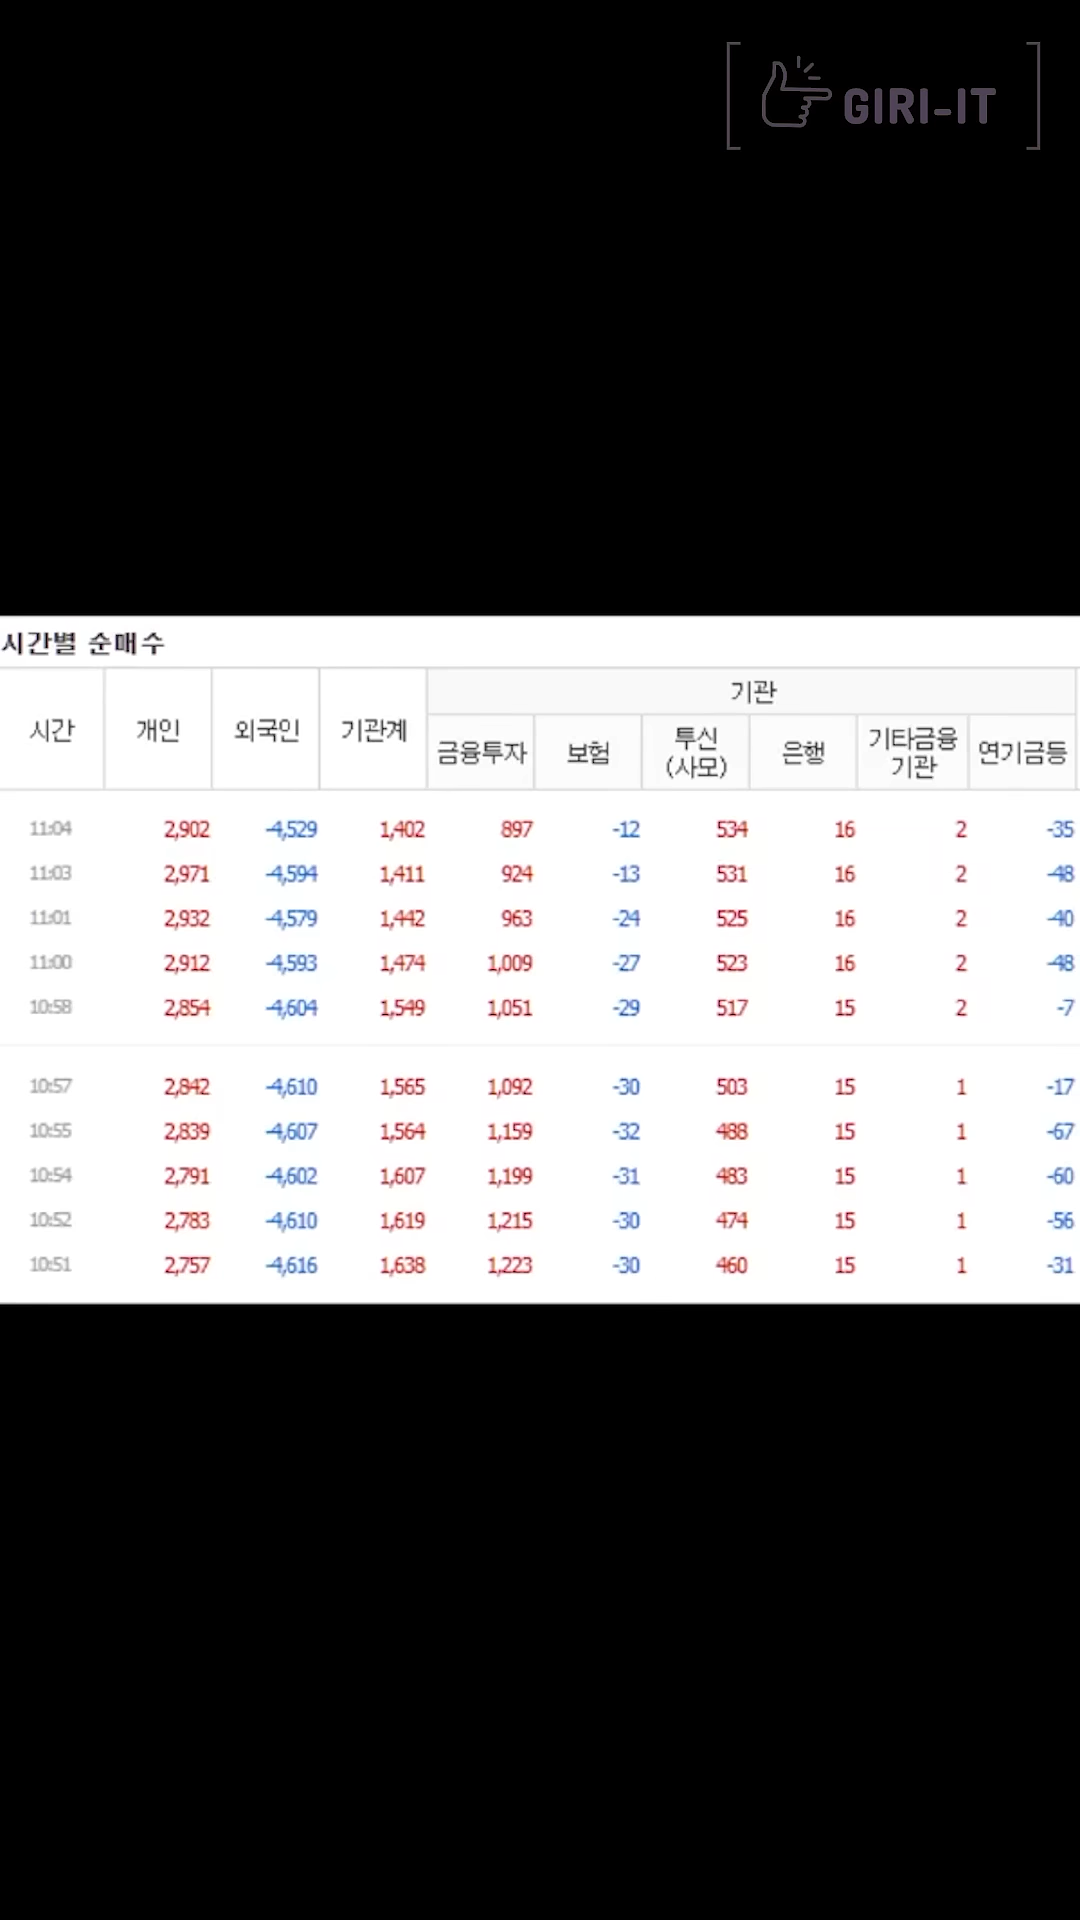 GIRI-IT
시간별 순매수
시간 개인 외국인 기관계 기관
금융투자 보험 투신(사모) 은행 기타금융기관 연기금등
11:04 2,902 -4,529 1,402 897 -12 534 16 2 -35
11:03 2,971 -4,594 1,411 924 -13 531 16 2 -48
11:01 2,932 -4,579 1,442 963 -24 525 16 2 -40
11:00 2,912 -4,593 1,474 1,009 -27 523 16 2 -48
10:58 2,854 -4,604 1,549 1,051 -29 517 15 2 -7
10:57 2,842 -4,610 1,565 1,092 -30 503 15 1 -17
10:55 2,839 -4,607 1,564 1,159 -32 488 15 1 -67
10:54 2,791 -4,602 1,607 1,199 -31 483 15 1 -60
10:52 2,783 -4,610 1,619 1,215 -30 474 15 1 -56
10:51 2,757 -4,616 1,638 1,223 -30 460 15 1 -31